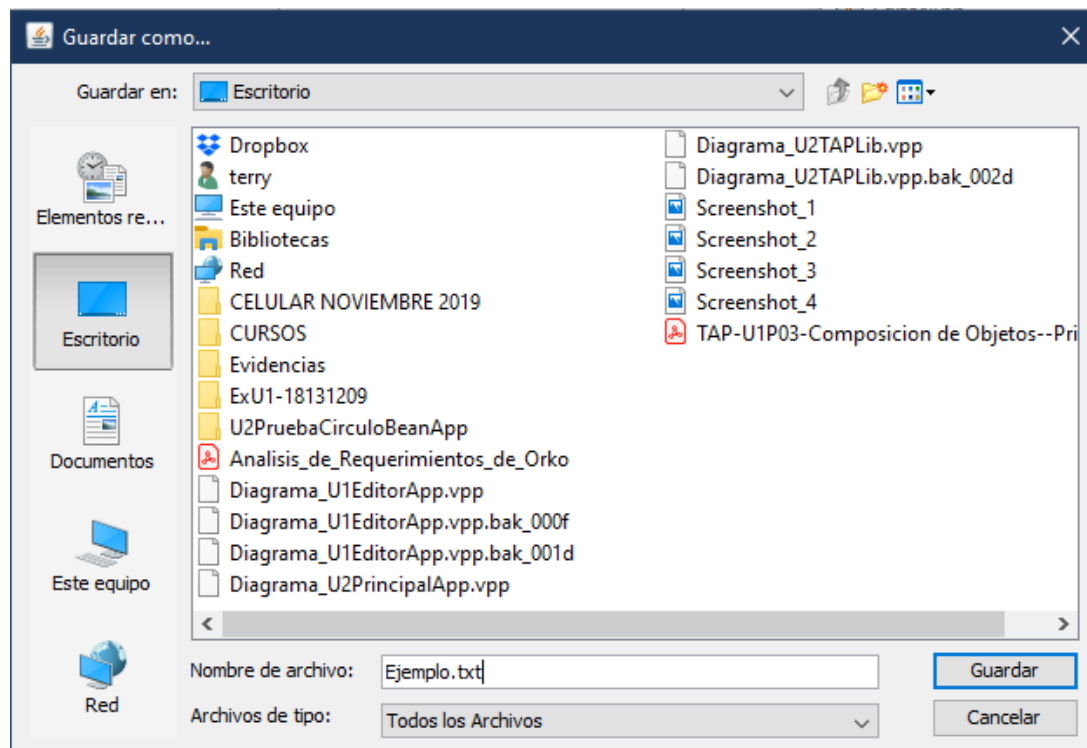 Guardar como...
Guardar en:
Escritorio
Elementos re...
Escritorio
Documentos
Este equipo
Red
Dropbox
terry
Este equipo
Bibliotecas
Red
CELULAR NOVIEMBRE 2019
CURSOS
Evidencias
ExU1-18131209
U2PruebaCirculoBeanApp
Analisis_de_Requerimientos_de_Orko
Diagrama_U1EditorApp.vpp
Diagrama_U1EditorApp.vpp.bak_000f
Diagrama_U1EditorApp.vpp.bak_001d
Diagrama_U2PrincipalApp.vpp
Diagrama_U2TAPLib.vpp
Diagrama_U2TAPLib.vpp.bak_002d
Screenshot_1
Screenshot_2
Screenshot_3
Screenshot_4
TAP-U1P03-Composicion de Objetos--Pri
Nombre de archivo:
Ejemplo.txt
Guardar
Archivos de tipo:
Todos los Archivos
Cancelar